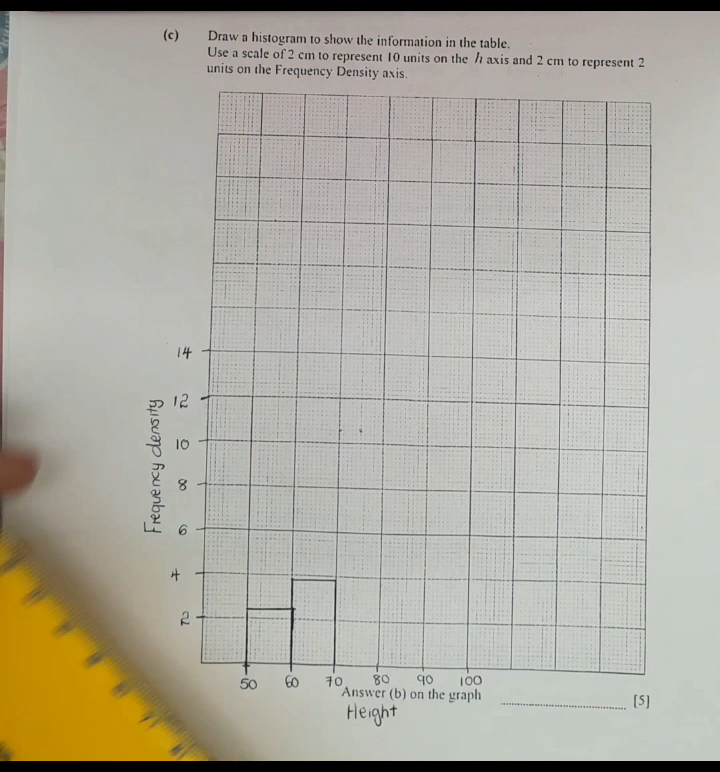 (c) Draw a histogram to show the information in the table.
Use a scale of 2 cm to represent 10 units on the h axis and 2 cm to represent 2
units on the Frequency Density axis.
14
12
10
8
6
4
2
Frequency density
50 60 70 80 90 100
Answer (b) on the graph
[5]
Height